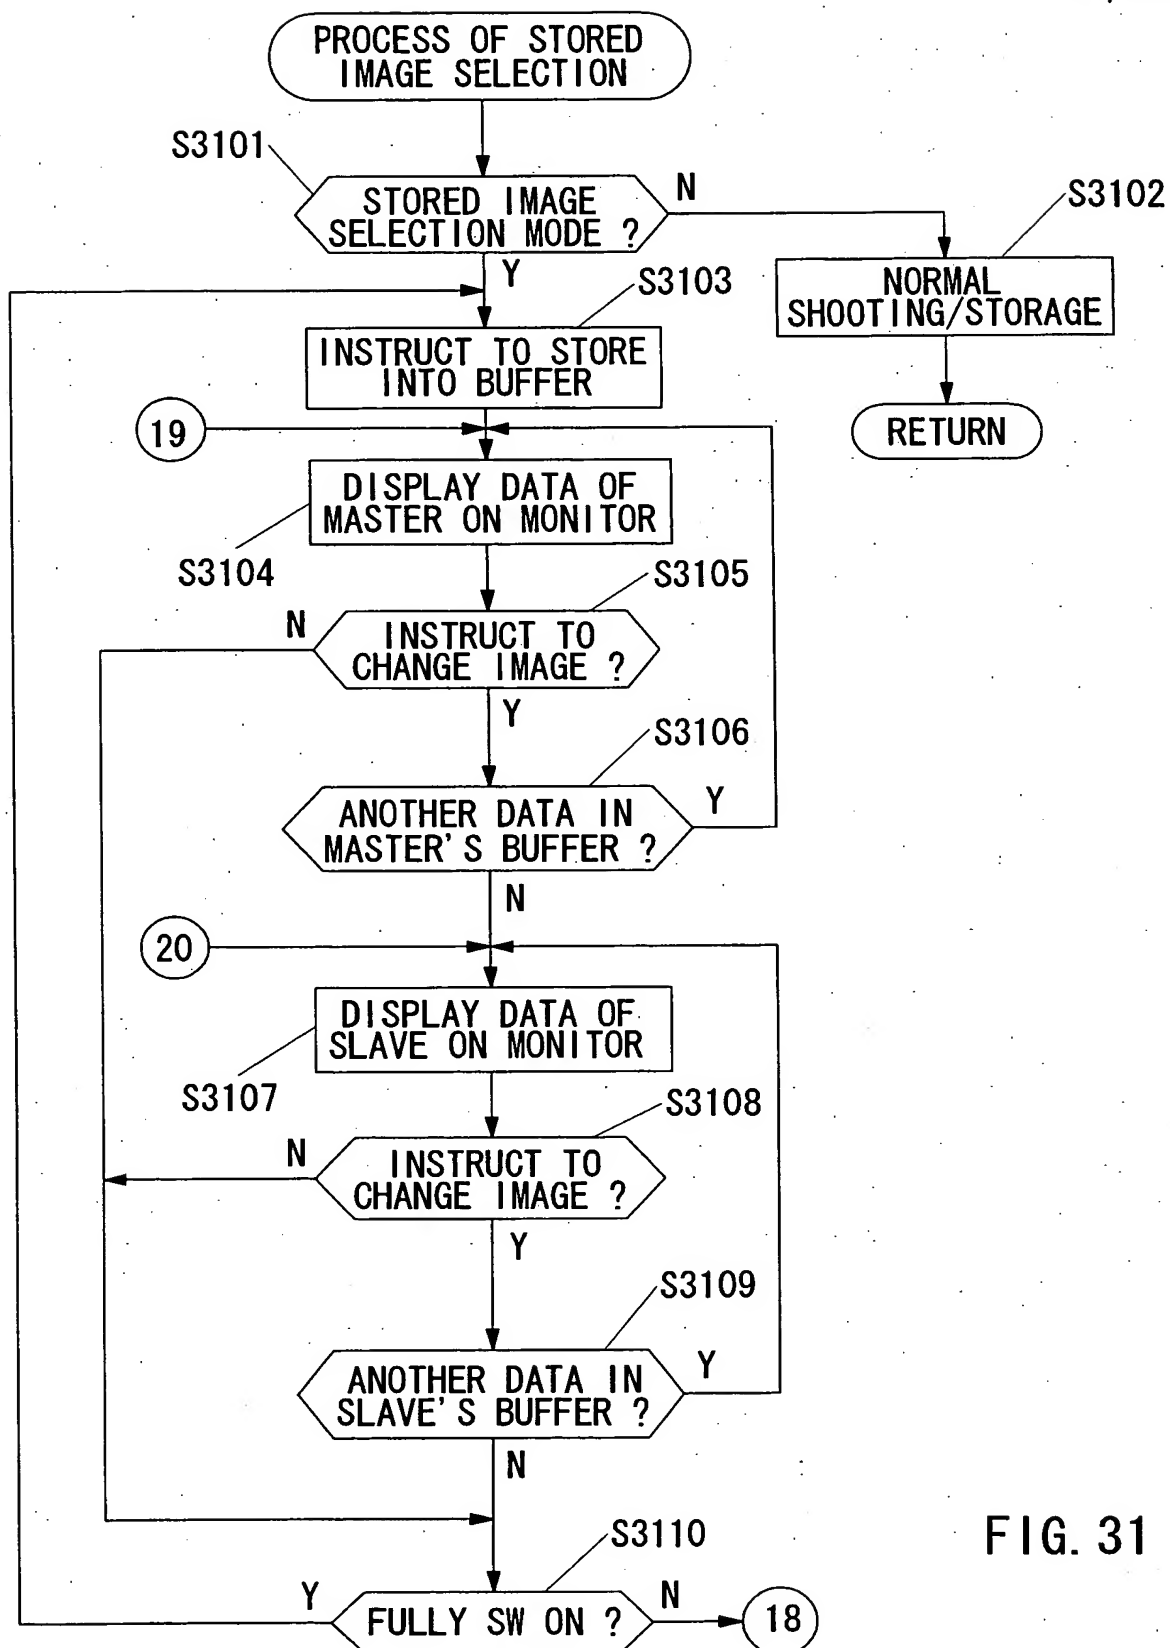 PROCESS OF STORED
IMAGE SELECTION
S3101
STORED IMAGE
SELECTION MODE ?
N
S3102
Y
NORMAL
SHOOTING/STORAGE
S3103
INSTRUCT TO STORE
INTO BUFFER
RETURN
19
DISPLAY DATA OF
MASTER ON MONITOR
S3104
S3105
N
INSTRUCT TO
CHANGE IMAGE ?
Y
S3106
ANOTHER DATA IN
MASTER'S BUFFER ?
Y
N
20
DISPLAY DATA OF
SLAVE ON MONITOR
S3107
S3108
N
INSTRUCT TO
CHANGE IMAGE ?
Y
S3109
ANOTHER DATA IN
SLAVE'S BUFFER ?
Y
N
S3110
FIG. 31
Y
FULLY SW ON ?
N
18